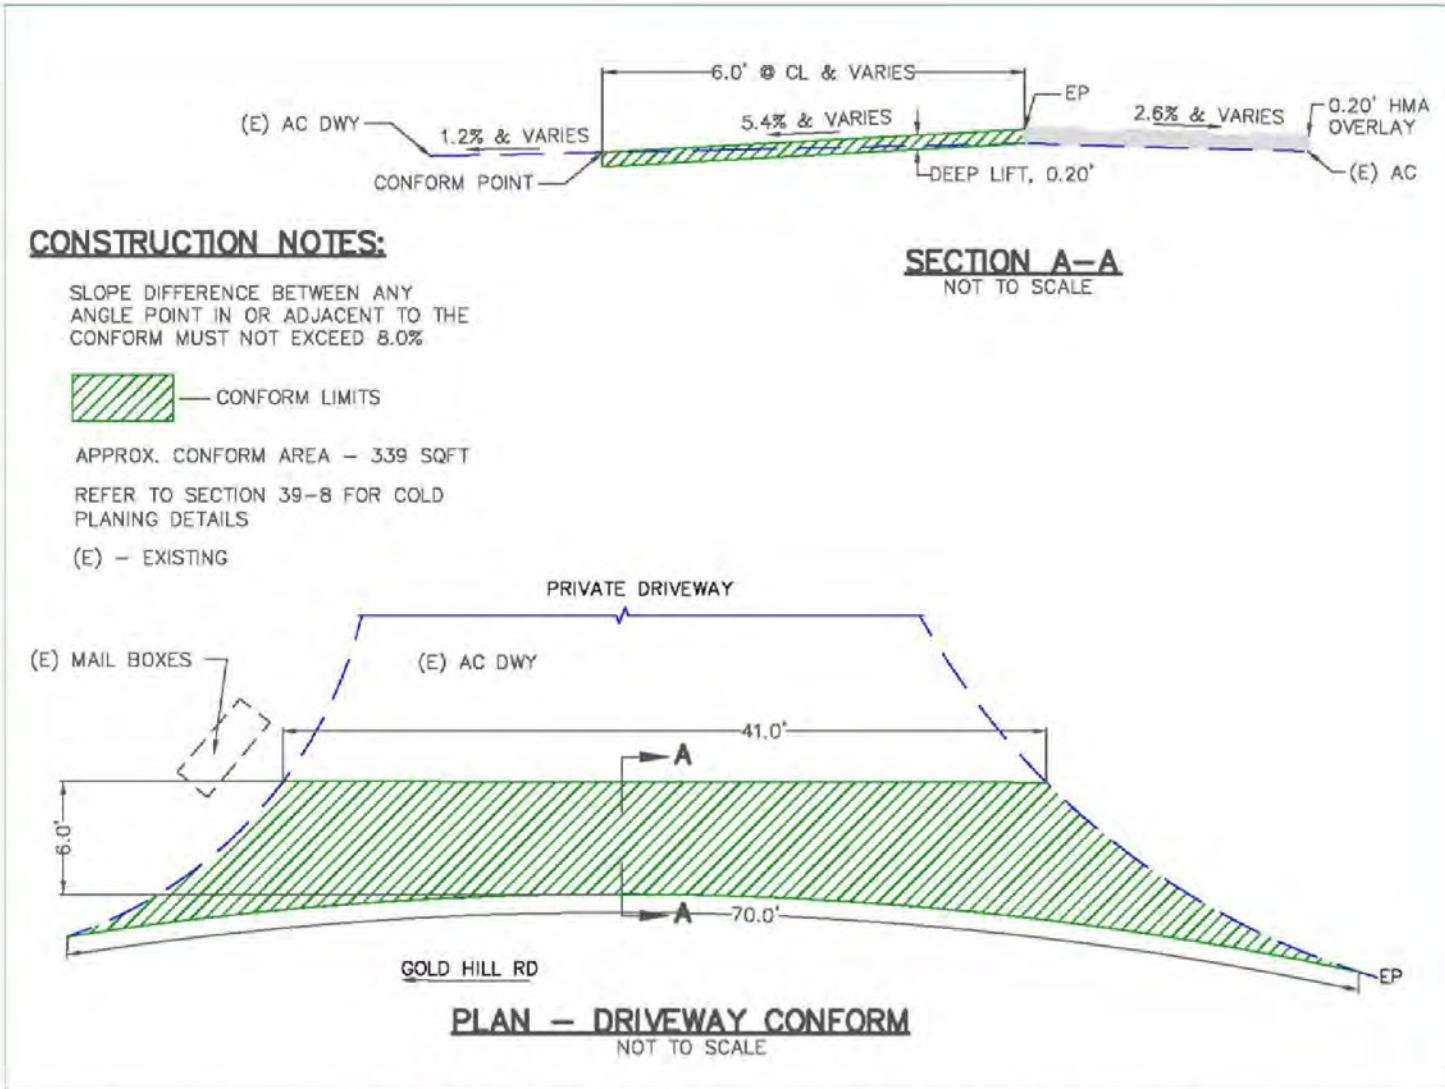 6.0' @ CL & VARIES
EP
(E) AC DWY
1.2% & VARIES
5.4% & VARIES
2.6% & VARIES
0.20' HMA
OVERLAY
CONFORM POINT
DEEP LIFT, 0.20'
(E) AC
CONSTRUCTION NOTES:
SECTION A-A
NOT TO SCALE
SLOPE DIFFERENCE BETWEEN ANY
ANGLE POINT IN OR ADJACENT TO THE
CONFORM MUST NOT EXCEED 8.0%
CONFORM LIMITS
APPROX. CONFORM AREA - 339 SQFT
REFER TO SECTION 39-8 FOR COLD
PLANING DETAILS
(E) - EXISTING
PRIVATE DRIVEWAY
(E) MAIL BOXES
(E) AC DWY
41.0'
A
6.0'
A
70.0'
GOLD HILL RD
EP
PLAN - DRIVEWAY CONFORM
NOT TO SCALE